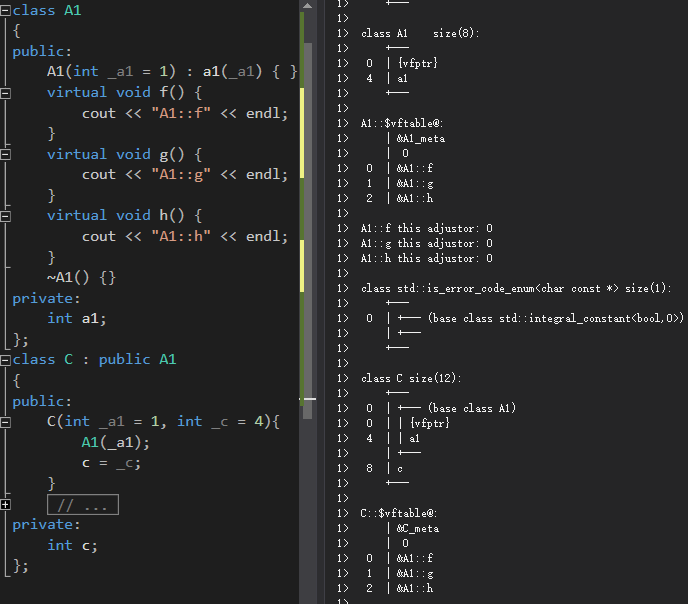 class A1
{
public:
A1(int _a1 = 1) : a1(_a1) { }
virtual void f() {
cout << "A1::f" << endl;
}
virtual void g() {
cout << "A1::g" << endl;
}
virtual void h() {
cout << "A1::h" << endl;
}
~A1() {}
private:
int a1;
};
class C : public A1
{
public:
C(int _a1 = 1, int _c = 4){
A1(_a1);
c = _c;
}
// ...
private:
int c;
};
1> +---
1>
1> class A1 size(8):
1> +---
1> 0 | {vfptr}
1> 4 | a1
1> +---
1>
1> A1::$vftable@:
1> | &A1_meta
1> | 0
1> 0 | &A1::f
1> 1 | &A1::g
1> 2 | &A1::h
1>
1> A1::f this adjustor: 0
1> A1::g this adjustor: 0
1> A1::h this adjustor: 0
1>
1> class std::is_error_code_enum<char const *> size(1):
1> +---
1> 0 | +--- (base class std::integral_constant<bool,0>)
1> | +---
1> +---
1>
1> class C size(12):
1> +---
1> 0 | +--- (base class A1)
1> 0 | | {vfptr}
1> 4 | | a1
1> | +---
1> 8 | c
1> +---
1>
1> C::$vftable@:
1> | &C_meta
1> | 0
1> 0 | &A1::f
1> 1 | &A1::g
1> 2 | &A1::h
1>